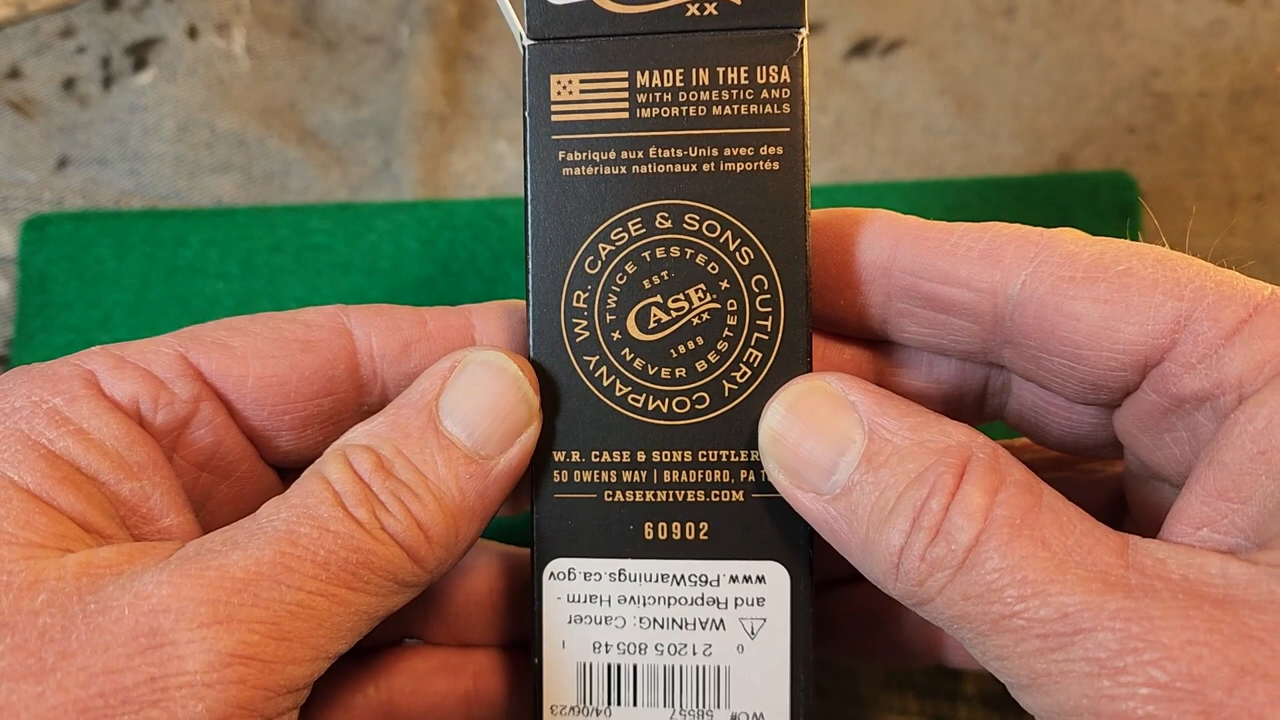 XX
MADE IN THE USA
WITH DOMESTIC AND
IMPORTED MATERIALS
Fabriqué aux États-Unis avec des
matériaux nationaux et importés
W.R. CASE & SONS CUTLERY COMPANY
X TWICE TESTED X NEVER BESTED
EST.
CASE
XX
1889
W.R. CASE & SONS
50 OWENS WAY | BRADFORD, PA
CASEKNIVES.COM
60902
www.P65Warnings.ca.gov
and Reproductive Harm -
WARNING: Cancer
0 21205 80548 1
WO# 58557 04/06/23